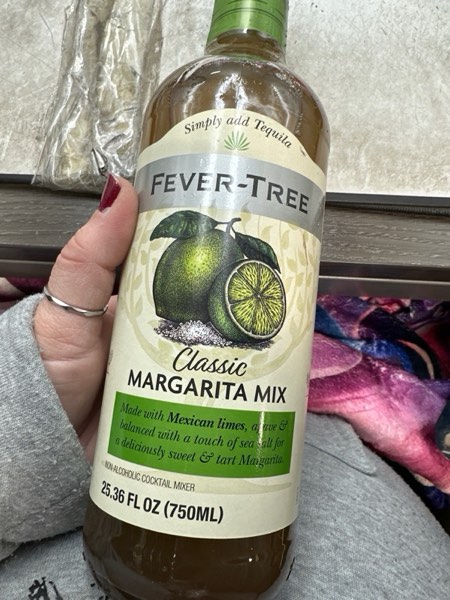 Simply add Tequila
FEVER-TREE
Classic
MARGARITA MIX
Made with Mexican limes, agave &
balanced with a touch of sea salt for
a deliciously sweet & tart Margarita.
NON-ALCOHOLIC COCKTAIL MIXER
25.36 FL OZ (750ML)